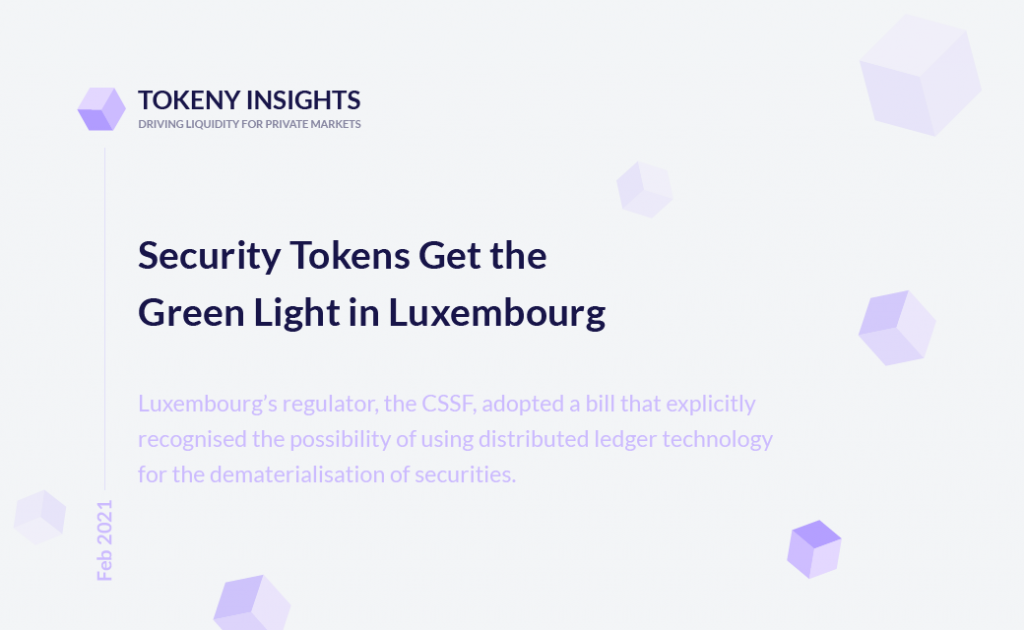 TOKENY INSIGHTS
DRIVING LIQUIDITY FOR PRIVATE MARKETS
Security Tokens Get the
Green Light in Luxembourg
Luxembourg’s regulator, the CSSF, adopted a bill that explicitly
recognised the possibility of using distributed ledger technology
for the dematerialisation of securities.
Feb 2021